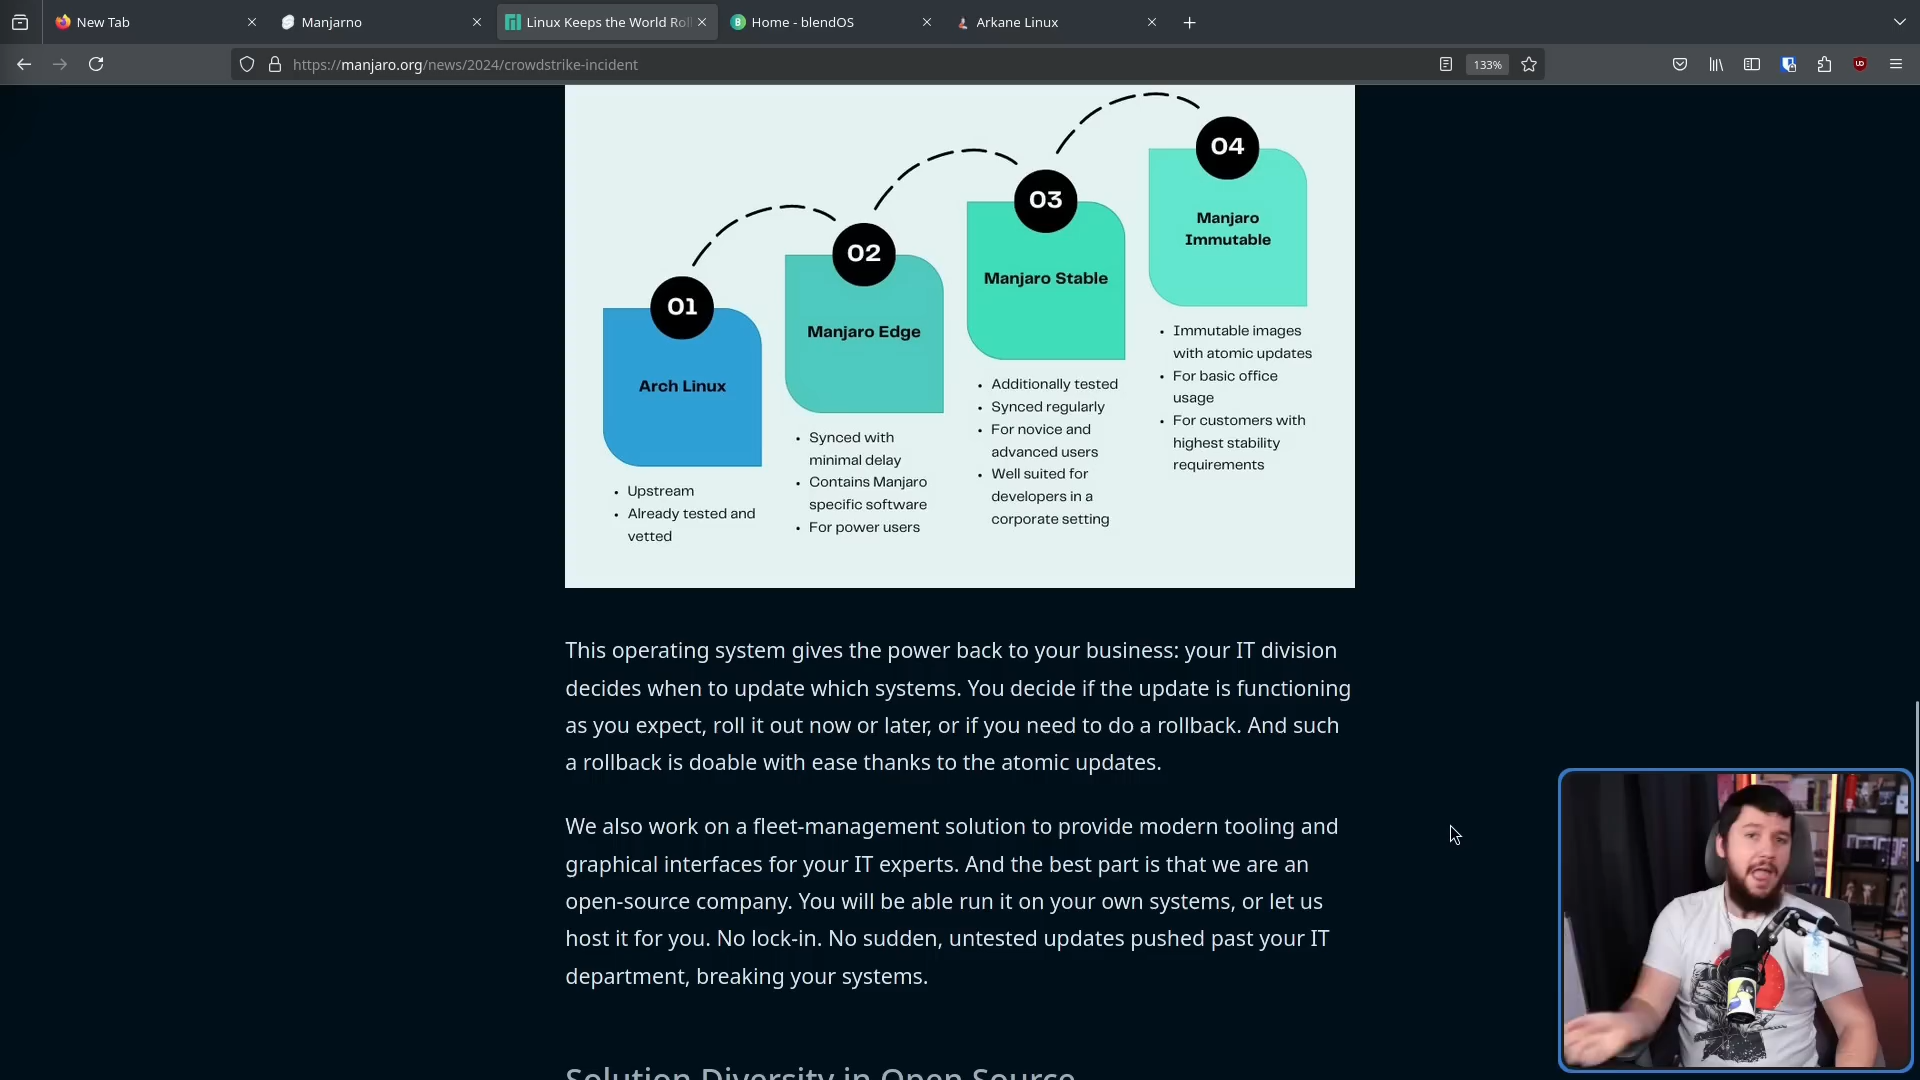 New Tab
Manjarno
Linux Keeps the World Rol
Home - blendOS
Arkane Linux
https://manjaro.org/news/2024/crowdstrike-incident
133%
04
Manjaro
Immutable
• Immutable images
with atomic updates
• For basic office
usage
• For customers with
highest stability
requirements
03
Manjaro Stable
• Additionally tested
• Synced regularly
• For novice and
advanced users
• Well suited for
developers in a
corporate setting
02
Manjaro Edge
• Synced with
minimal delay
• Contains Manjaro
specific software
• For power users
01
Arch Linux
• Upstream
• Already tested and
vetted
This operating system gives the power back to your business: your IT division
decides when to update which systems. You decide if the update is functioning
as you expect, roll it out now or later, or if you need to do a rollback. And such
a rollback is doable with ease thanks to the atomic updates.
We also work on a fleet-management solution to provide modern tooling and
graphical interfaces for your IT experts. And the best part is that we are an
open-source company. You will be able run it on your own systems, or let us
host it for you. No lock-in. No sudden, untested updates pushed past your IT
department, breaking your systems.
Solution Diversity in Open Source